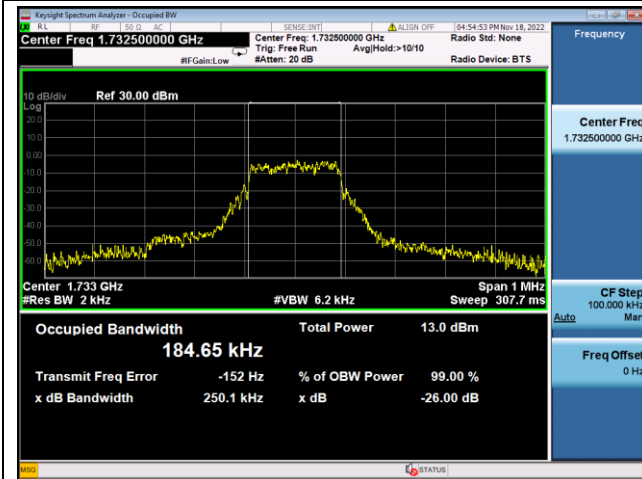 Keysight Spectrum Analyzer - Occupied BW
RL RF 50 Ω AC SENSE:INT ALIGN OFF 04:54:53 PM Nov 18, 2022
Center Freq 1.732500000 GHz Center Freq: 1.732500000 GHz Radio Std: None
Trig: Free Run Avg|Hold:>10/10
#IFGain:Low #Atten: 20 dB Radio Device: BTS
Frequency
10 dB/div Ref 30.00 dBm
Log
20.0
10.0
0.00
-10.0
-20.0
-30.0
-40.0
-50.0
-60.0
Center Freq
1.732500000 GHz
Center 1.733 GHz Span 1 MHz
#Res BW 2 kHz #VBW 6.2 kHz Sweep 307.7 ms
CF Step
100.000 kHz
Auto Man
Occupied Bandwidth Total Power 13.0 dBm
184.65 kHz
Transmit Freq Error -152 Hz % of OBW Power 99.00 %
x dB Bandwidth 250.1 kHz x dB -26.00 dB
Freq Offset
0 Hz
MSG STATUS